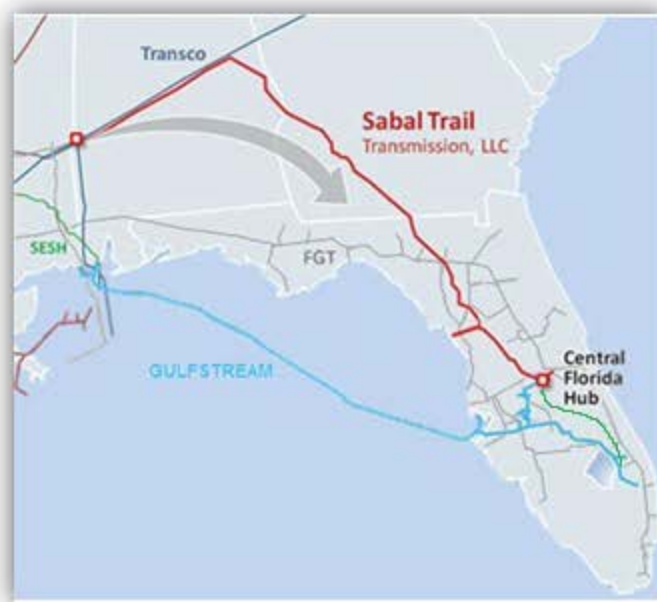 Transco
Sabal Trail
Transmission, LLC
SESH
FGT
GULFSTREAM
Central
Florida
Hub